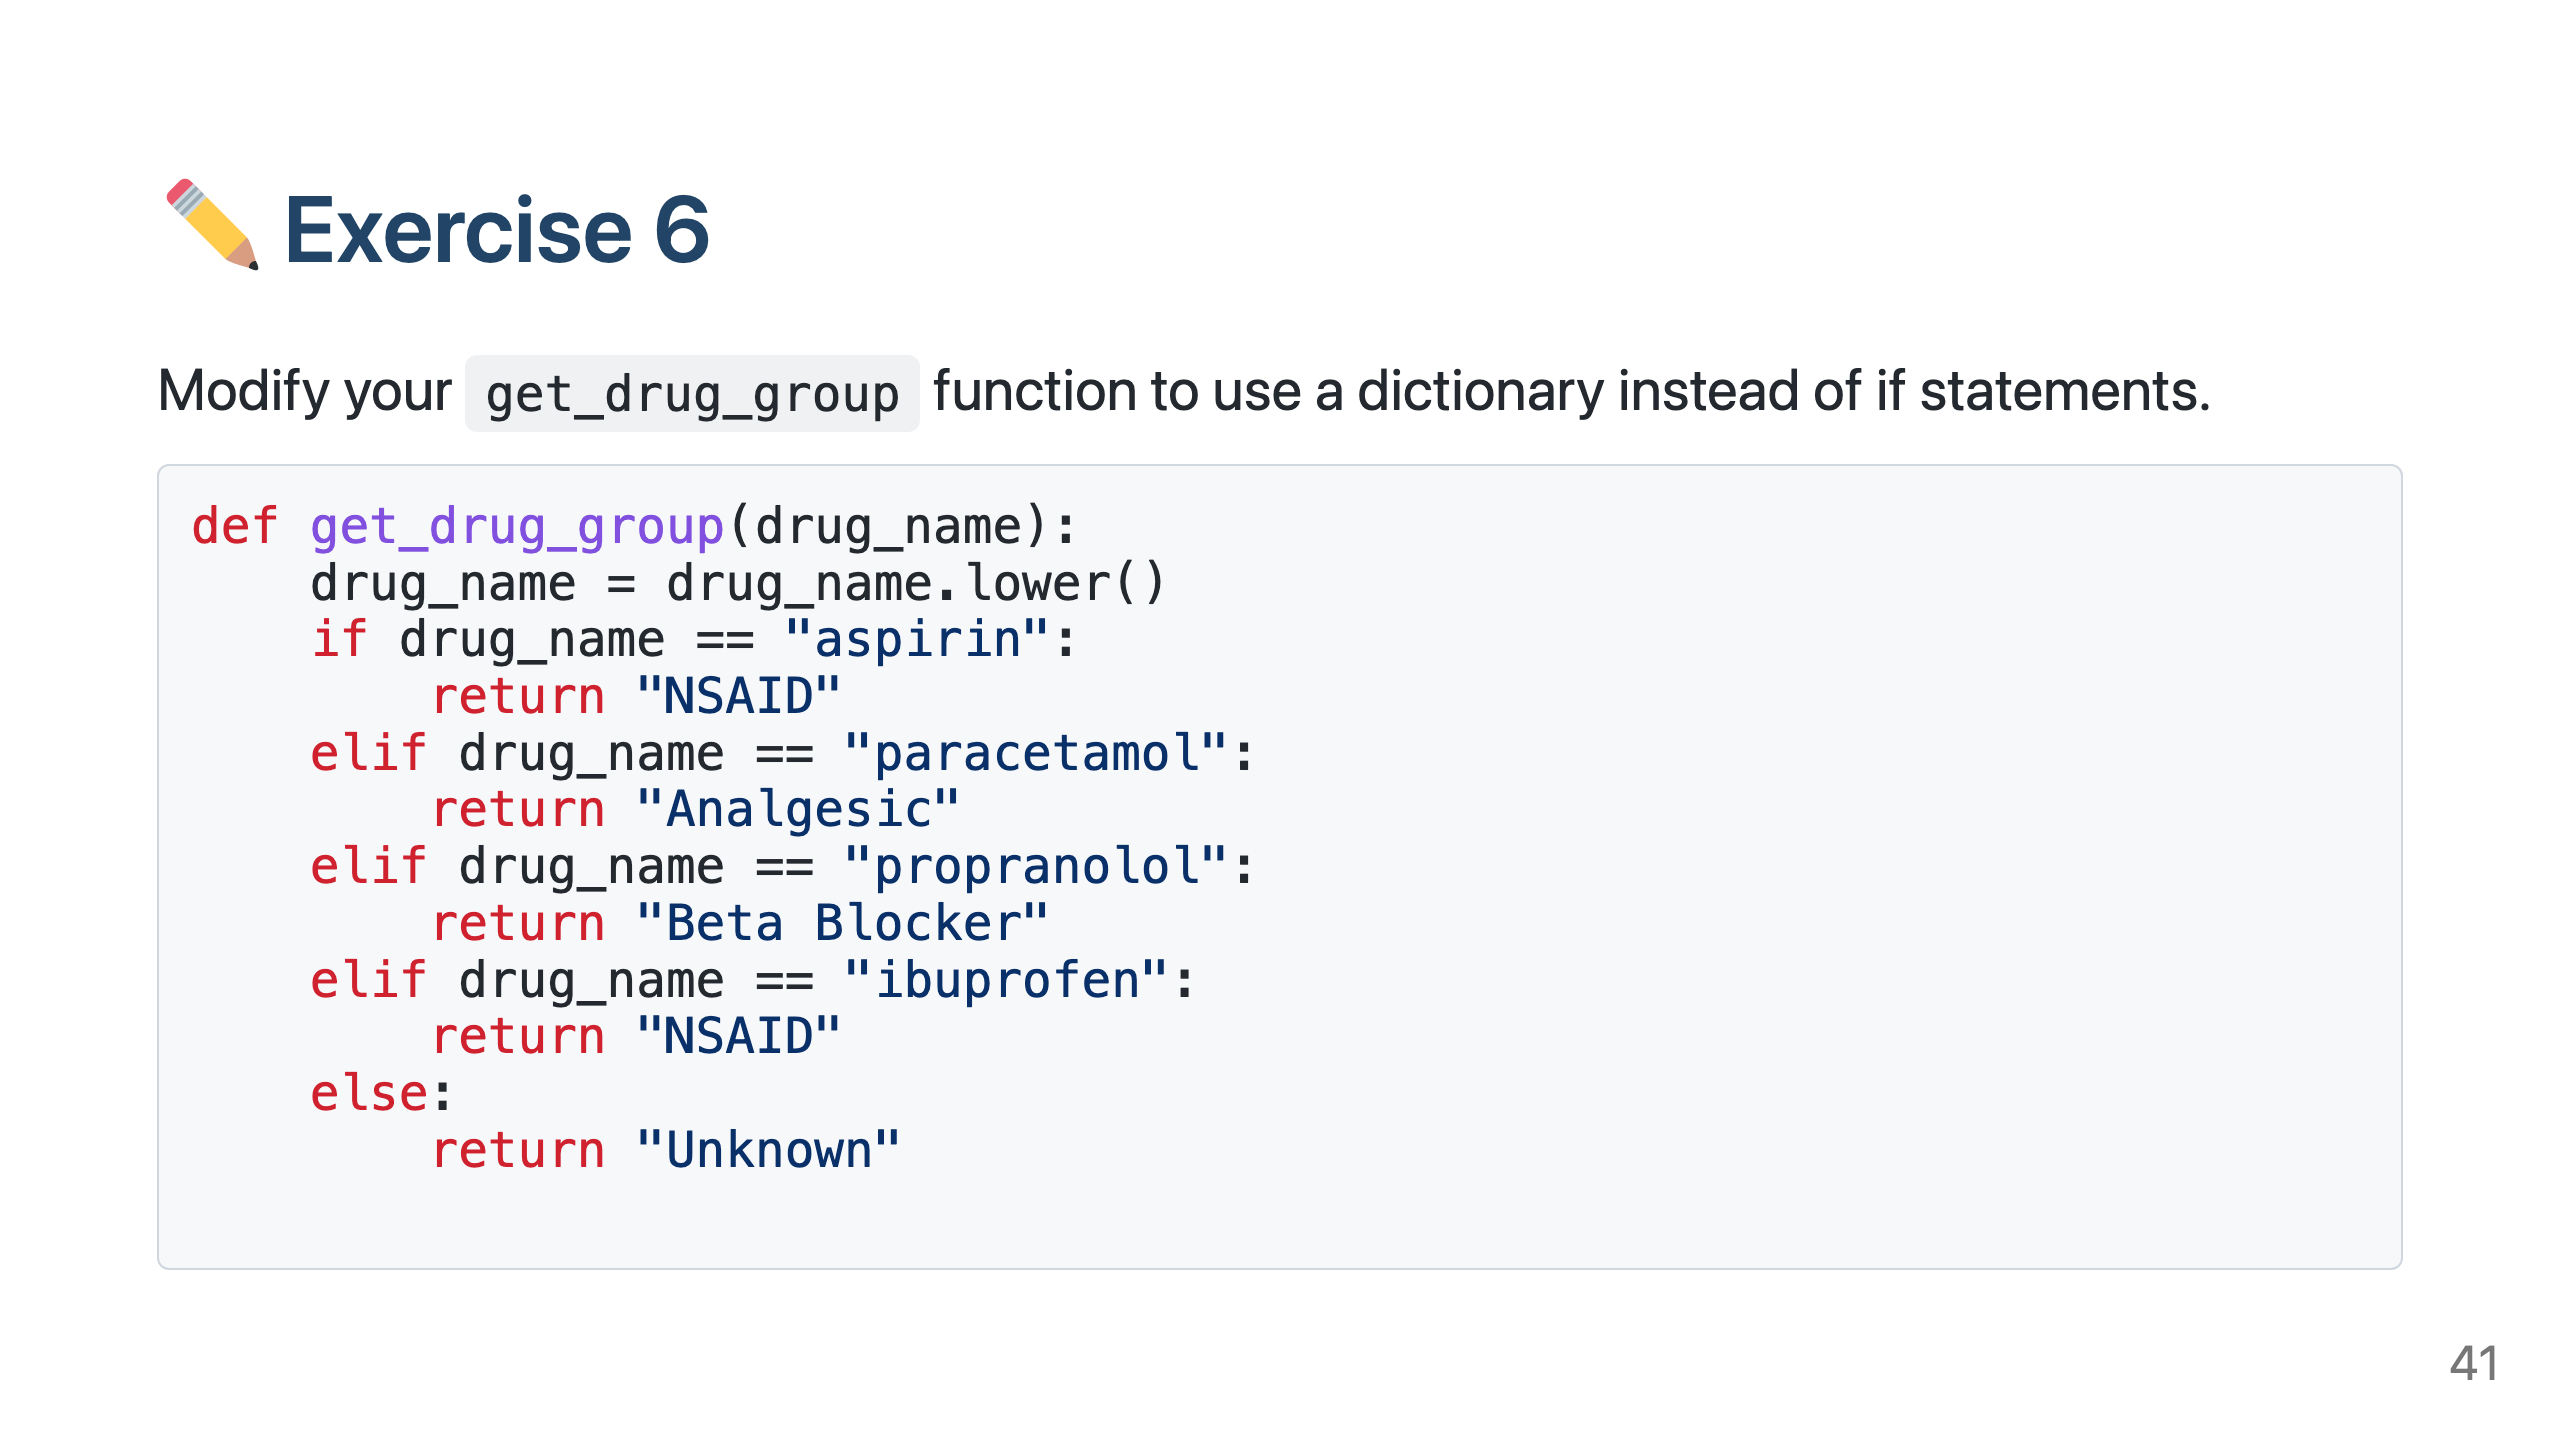 Exercise 6
Modify your get_drug_group function to use a dictionary instead of if statements.
def get_drug_group(drug_name):
    drug_name = drug_name.lower()
    if drug_name == "aspirin":
        return "NSAID"
    elif drug_name == "paracetamol":
        return "Analgesic"
    elif drug_name == "propranolol":
        return "Beta Blocker"
    elif drug_name == "ibuprofen":
        return "NSAID"
    else:
        return "Unknown"
41